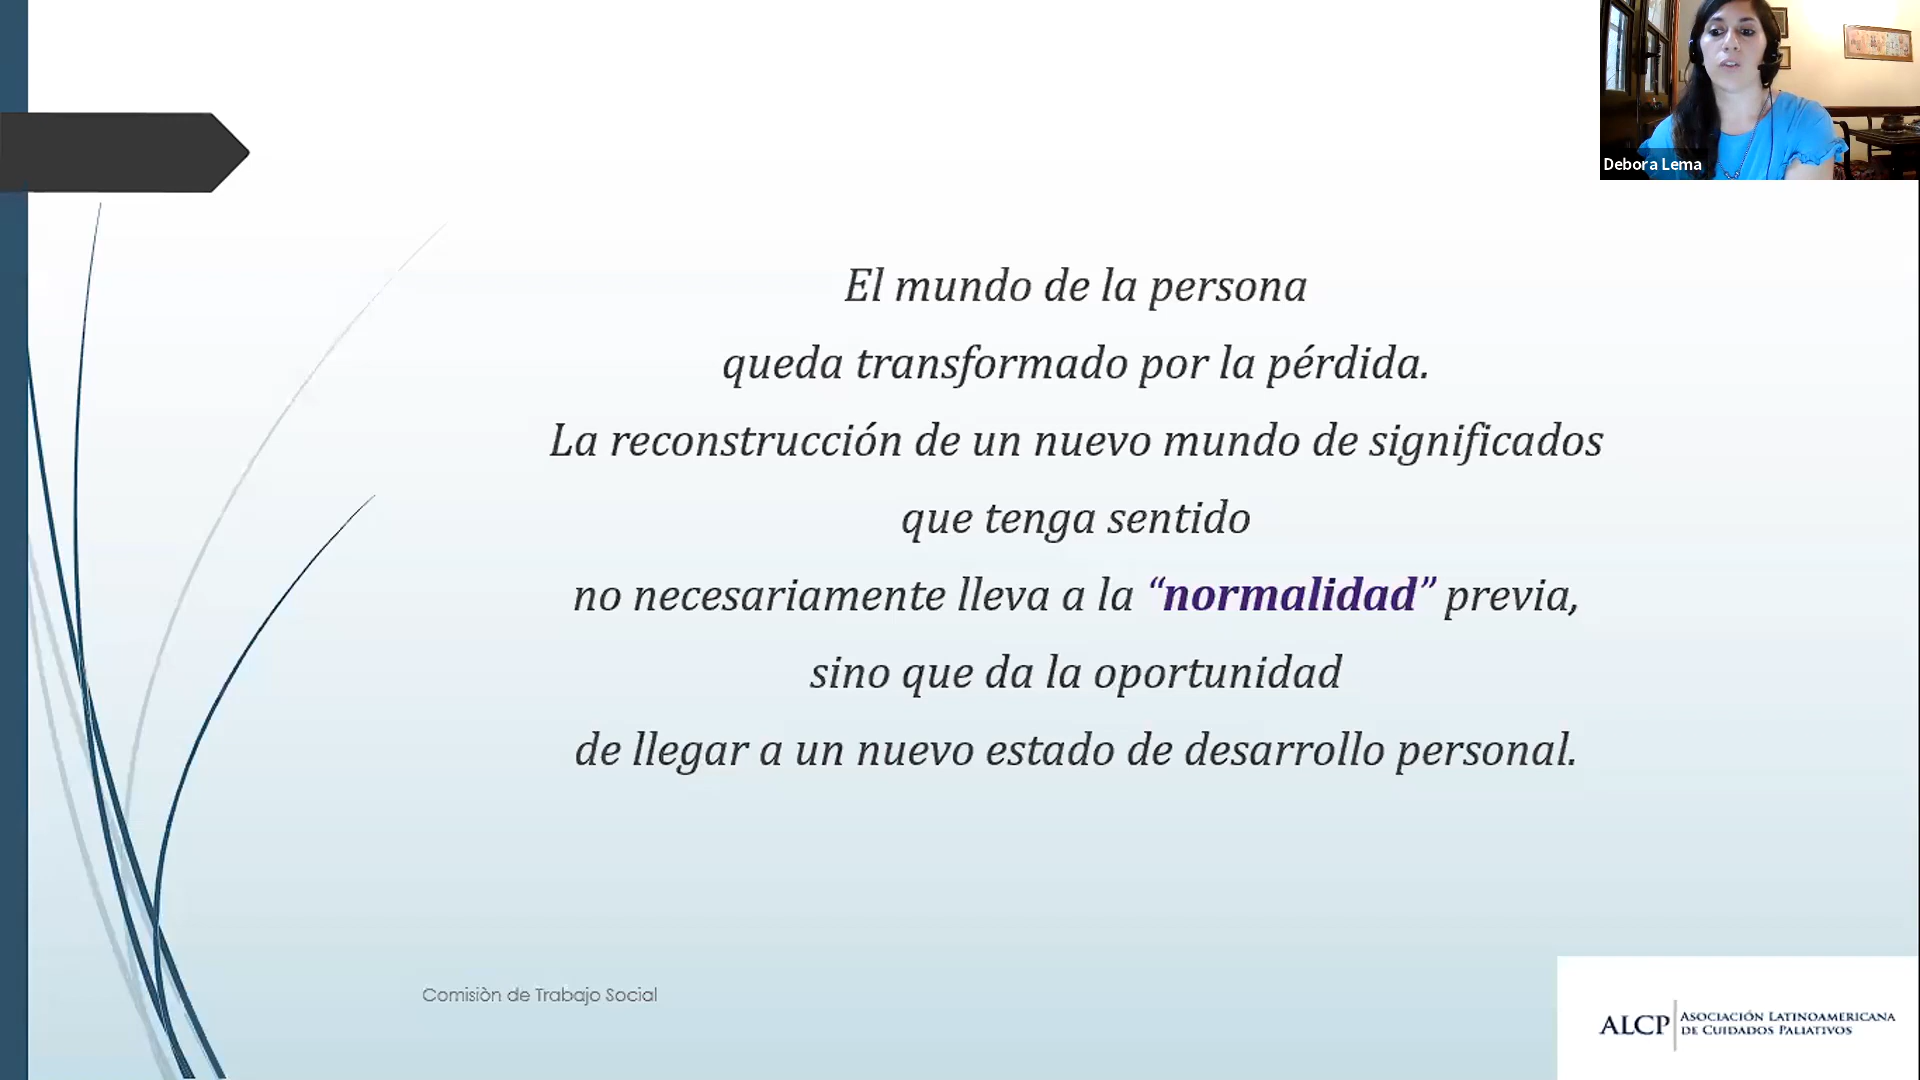 Debora Lema
El mundo de la persona
queda transformado por la pérdida.
La reconstrucción de un nuevo mundo de significados
que tenga sentido
no necesariamente lleva a la “normalidad” previa,
sino que da la oportunidad
de llegar a un nuevo estado de desarrollo personal.
Comisiòn de Trabajo Social
ALCP
Asociación Latinoamericana
de Cuidados Paliativos